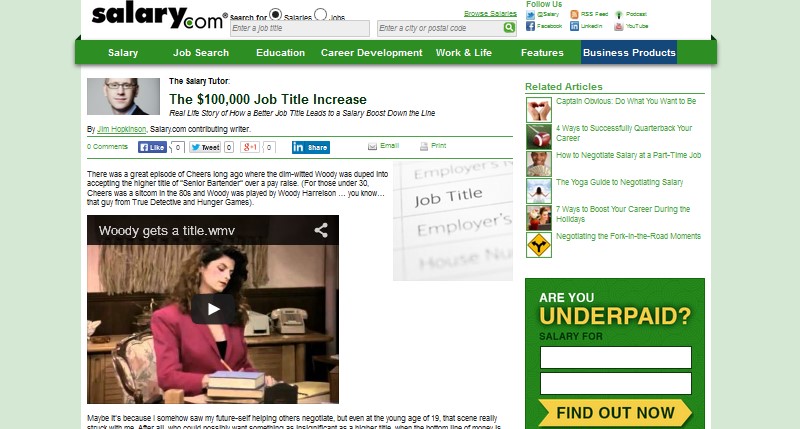 salary.com®
Search for Salaries Jobs
Browse Salaries
Enter a job title
Enter a city or postal code
Follow Us
@Salary
RSS Feed
Podcast
Facebook
LinkedIn
YouTube
Salary
Job Search
Education
Career Development
Work & Life
Features
Business Products
The Salary Tutor:
The $100,000 Job Title Increase
Real Life Story of How a Better Job Title Leads to a Salary Boost Down the Line
By Jim Hopkinson, Salary.com contributing writer.
0 Comments
Like 0
Tweet 0
+1 0
in Share
Email
Print
There was a great episode of Cheers long ago where the dim-witted Woody was duped into
accepting the higher title of "Senior Bartender" over a pay raise. (For those under 30,
Cheers was a sitcom in the 80s and Woody was played by Woody Harrelson ... you know...
that guy from True Detective and Hunger Games).
Employer's
Job Title
Employer's
House Nu
Woody gets a title.wmv
Maybe it's because I somehow saw my future-self helping others negotiate, but even at the young age of 19, that scene really
struck with me. After all, who could possibly want something as insignificant as a higher title, when the bottom line of money is
Related Articles
Captain Obvious: Do What You Want to Be
4 Ways to Successfully Quarterback Your
Career
How to Negotiate Salary at a Part-Time Job
The Yoga Guide to Negotiating Salary
7 Ways to Boost Your Career During the
Holidays
Negotiating the Fork-in-the-Road Moments
ARE YOU
UNDERPAID?
SALARY FOR
FIND OUT NOW